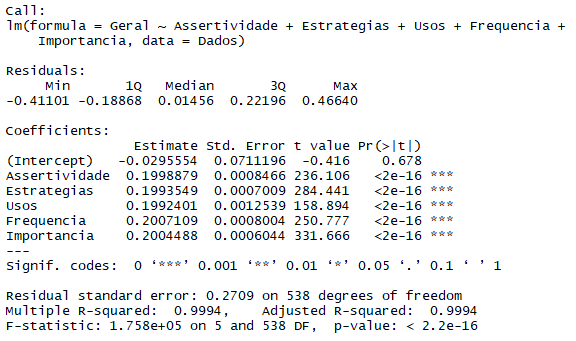 Call:
lm(formula = Geral ~ Assertividade + Estrategias + Usos + Frequencia +
    Importancia, data = Dados)

Residuals:
     Min       1Q   Median       3Q      Max
-0.41101 -0.18868  0.01456  0.22196  0.46640

Coefficients:
                Estimate Std. Error t value Pr(>|t|)
(Intercept)   -0.0295554  0.0711196  -0.416    0.678
Assertividade  0.1998879  0.0008466 236.106   <2e-16 ***
Estrategias    0.1993549  0.0007009 284.441   <2e-16 ***
Usos           0.1992401  0.0012539 158.894   <2e-16 ***
Frequencia     0.2007109  0.0008004 250.777   <2e-16 ***
Importancia    0.2004488  0.0006044 331.666   <2e-16 ***
---
Signif. codes:  0 ‘***’ 0.001 ‘**’ 0.01 ‘*’ 0.05 ‘.’ 0.1 ‘ ’ 1

Residual standard error: 0.2709 on 538 degrees of freedom
Multiple R-squared:  0.9994,    Adjusted R-squared:  0.9994
F-statistic: 1.758e+05 on 5 and 538 DF,  p-value: < 2.2e-16